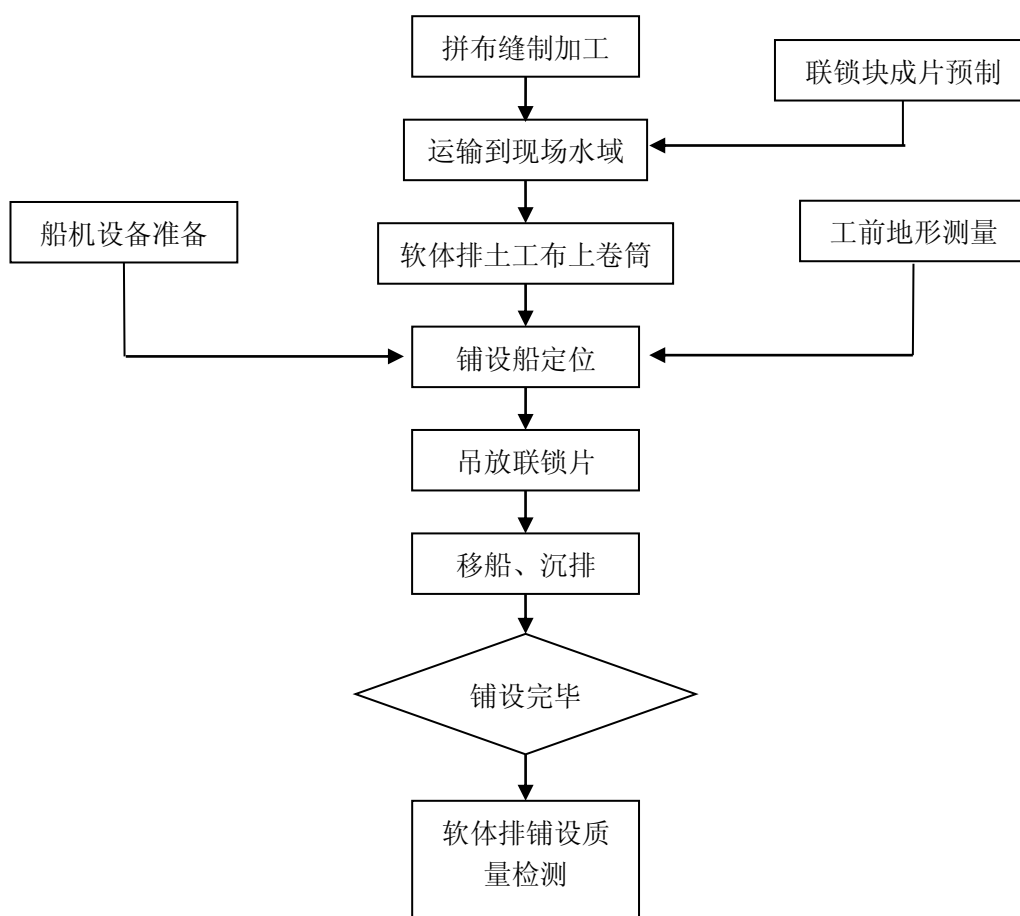 拼布缝制加工
联锁块成片预制
运输到现场水域
船机设备准备
软体排土工布上卷筒
工前地形测量
铺设船定位
吊放联锁片
移船、沉排
铺设完毕
软体排铺设质
量检测